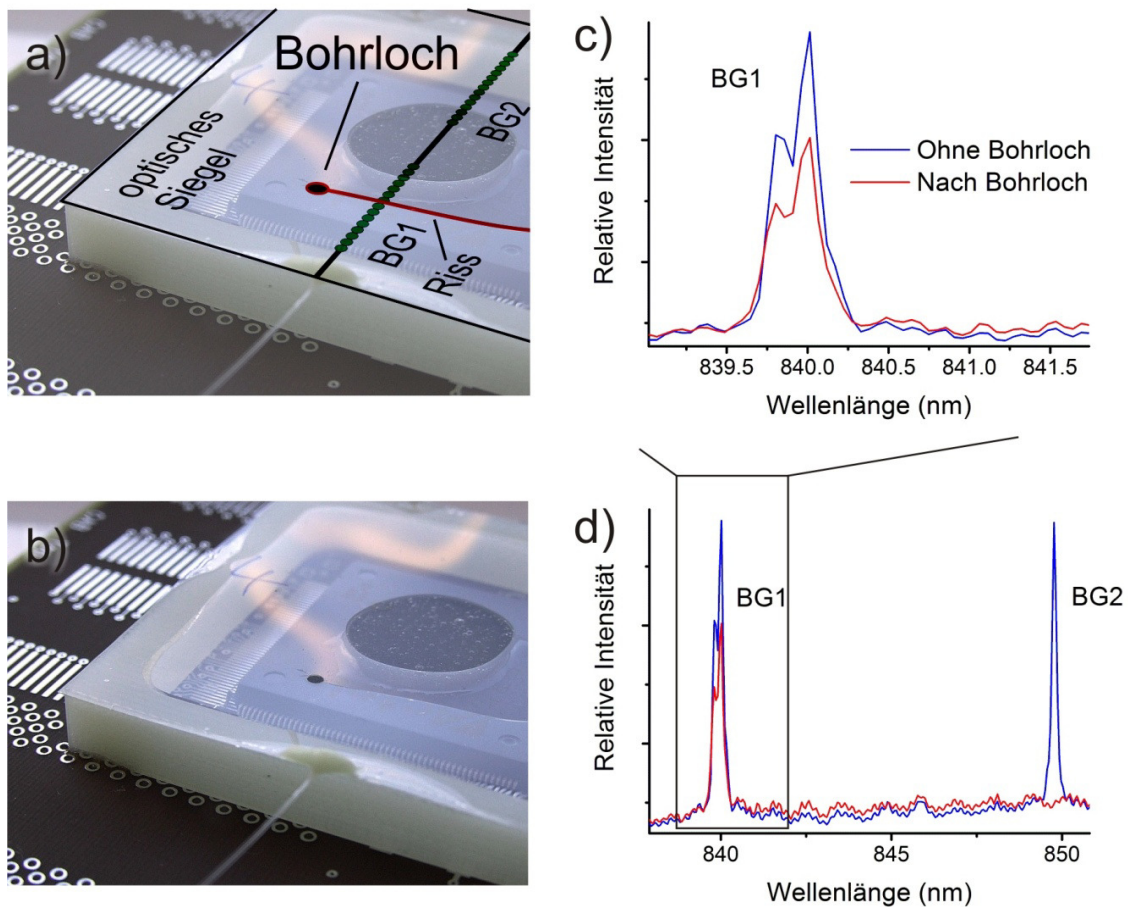 a)
Bohrloch
optisches
Siegel
BG2
BG1
Riss
b)
c)
BG1
Ohne Bohrloch
Nach Bohrloch
Relative Intensität
839.5 840.0 840.5 841.0 841.5
Wellenlänge (nm)
d)
BG1
BG2
Relative Intensität
840 845 850
Wellenlänge (nm)